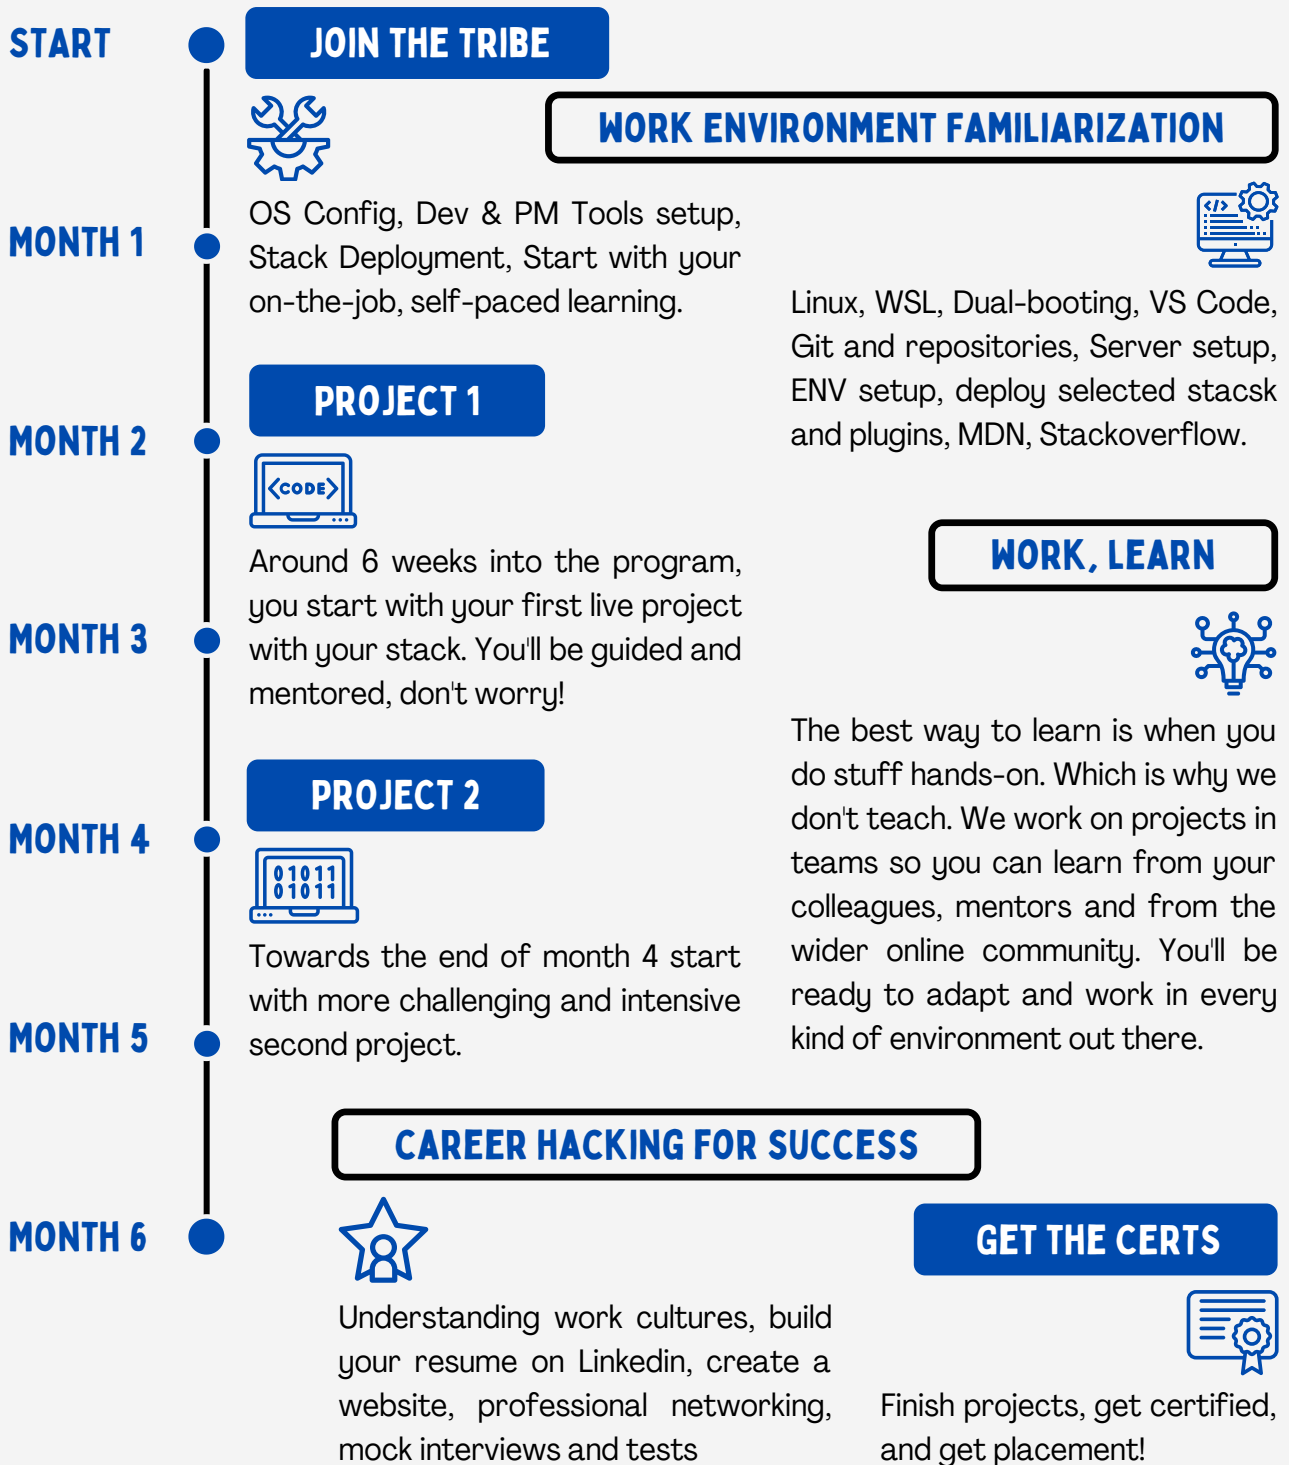 START
JOIN THE TRIBE
WORK ENVIRONMENT FAMILIARIZATION
MONTH 1
OS Config, Dev & PM Tools setup,
Stack Deployment, Start with your
on-the-job, self-paced learning.
</>
Linux, WSL, Dual-booting, VS Code,
Git and repositories, Server setup,
ENV setup, deploy selected stacsk
and plugins, MDN, Stackoverflow.
PROJECT 1
MONTH 2
<CODE>
Around 6 weeks into the program,
you start with your first live project
with your stack. You'll be guided and
mentored, don't worry!
WORK, LEARN
MONTH 3
The best way to learn is when you
do stuff hands-on. Which is why we
don't teach. We work on projects in
teams so you can learn from your
colleagues, mentors and from the
wider online community. You'll be
ready to adapt and work in every
kind of environment out there.
PROJECT 2
MONTH 4
01011
01011
Towards the end of month 4 start
with more challenging and intensive
second project.
MONTH 5
CAREER HACKING FOR SUCCESS
MONTH 6
Understanding work cultures, build
your resume on Linkedin, create a
website, professional networking,
mock interviews and tests
GET THE CERTS
Finish projects, get certified,
and get placement!